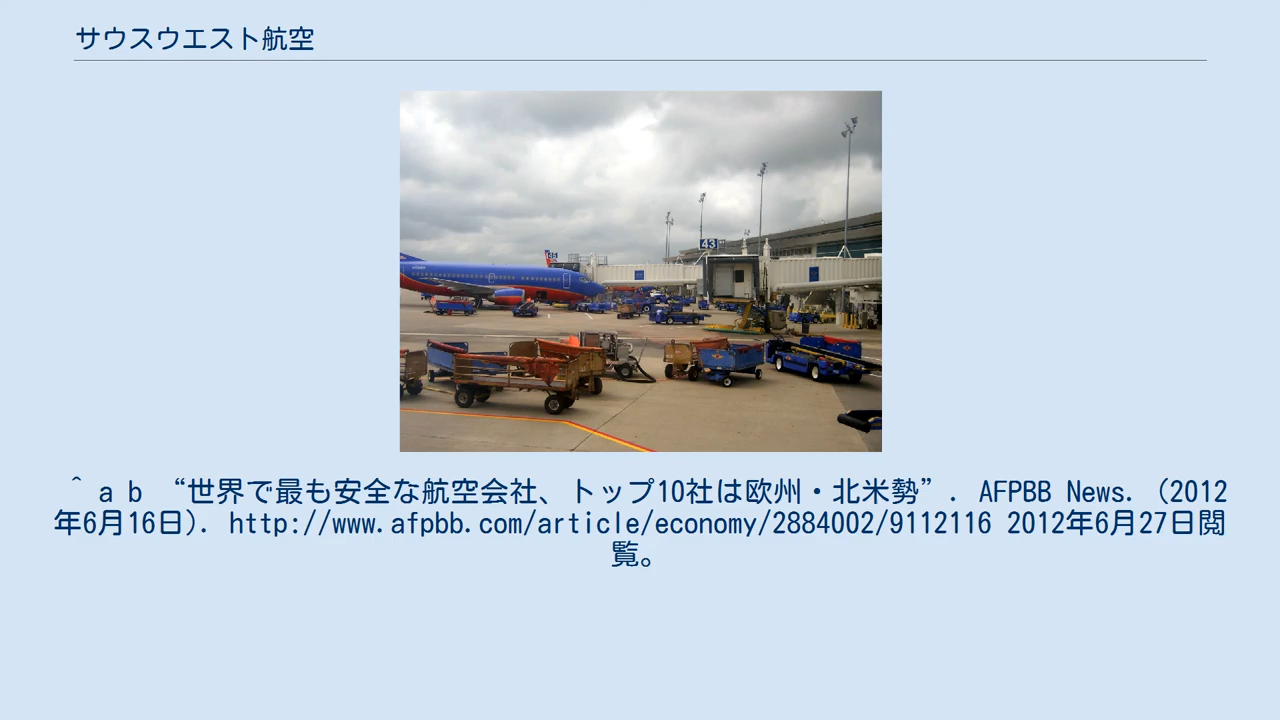 サウスウエスト航空
43
^ a b “世界で最も安全な航空会社、トップ10社は欧州・北米勢”. AFPBB News. (2012
年6月16日). http://www.afpbb.com/article/economy/2884002/9112116 2012年6月27日閲
覧。